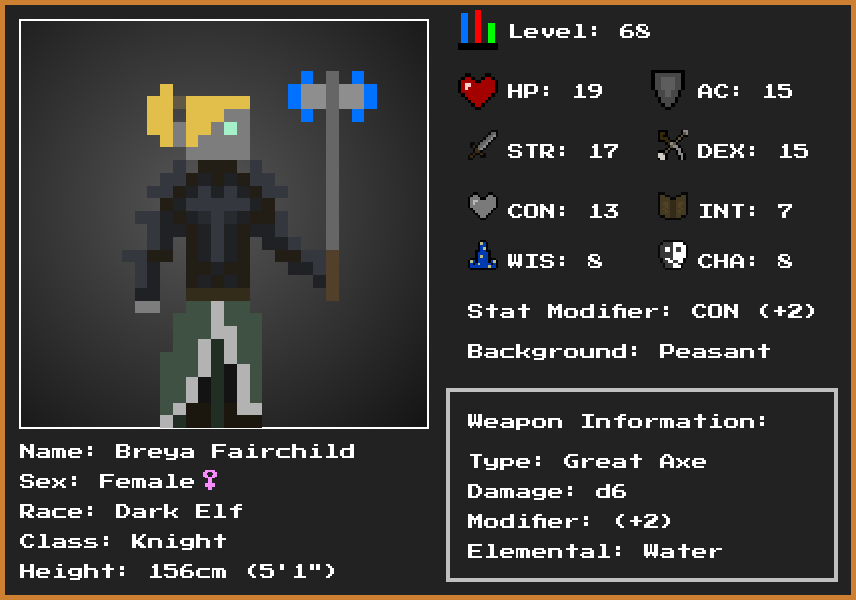 Level: 68
HP: 19
AC: 15
STR: 17
DEX: 15
CON: 13
INT: 7
WIS: 8
CHA: 8
Stat Modifier: CON (+2)
Background: Peasant
Weapon Information:
Type: Great Axe
Damage: d6
Modifier: (+2)
Elemental: Water
Name: Breya Fairchild
Sex: Female♀
Race: Dark Elf
Class: Knight
Height: 156cm (5'1")